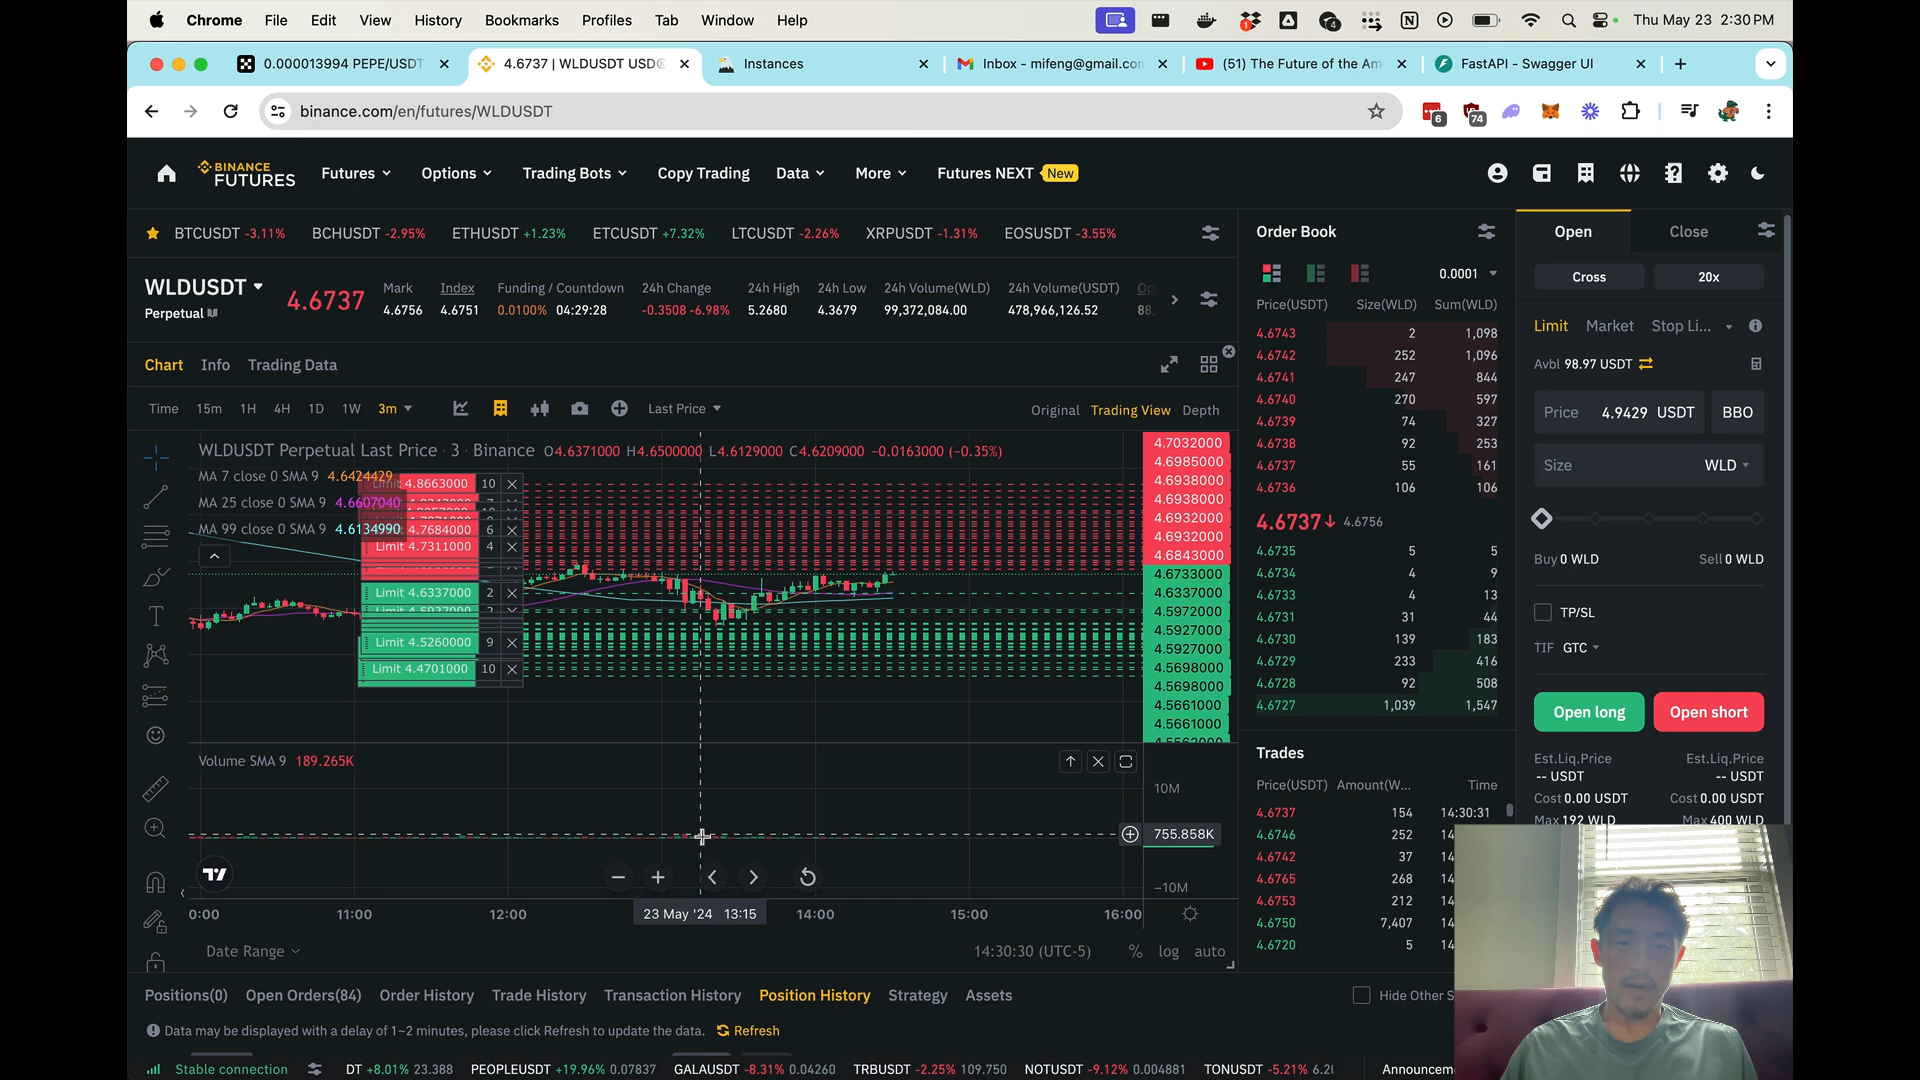 Chrome File Edit View History Bookmarks Profiles Tab Window Help Thu May 23 2:30 PM
0.000013994 PEPE/USDT 4.6737 | WLDUSDT USD Instances Inbox - mifeng@gmail.con (51) The Future of the Am FastAPI - Swagger UI
binance.com/en/futures/WLDUSDT 6 74
BINANCE
FUTURES
Futures Options Trading Bots Copy Trading Data More Futures NEXT New
BTCUSDT -3.11% BCHUSDT -2.95% ETHUSDT +1.23% ETCUSDT +7.32% LTCUSDT -2.26% XRPUSDT -1.31% EOSUSDT -3.55%
WLDUSDT
Perpetual
4.6737
Mark Index Funding / Countdown 24h Change 24h High 24h Low 24h Volume(WLD) 24h Volume(USDT) Op
4.6756 4.6751 0.0100% 04:29:28 -0.3508 -6.98% 5.2680 4.3679 99,372,084.00 478,966,126.52 88,
Chart Info Trading Data
Time 15m 1H 4H 1D 1W 3m Last Price Original Trading View Depth
WLDUSDT Perpetual Last Price · 3 · Binance O4.6371000 H4.6500000 L4.6129000 C4.6209000 −0.0163000 (−0.35%)
MA 7 close 0 SMA 9 4.6424429
MA 25 close 0 SMA 9 4.6607040
MA 99 close 0 SMA 9 4.6134990
Limit 4.8663000 10
4.7684000 6
Limit 4.7311000 4
Limit 4.6337000 2
Limit 4.5260000 9
Limit 4.4701000 10
4.7032000
4.6985000
4.6938000
4.6938000
4.6932000
4.6932000
4.6843000
4.6733000
4.6337000
4.5972000
4.5927000
4.5927000
4.5698000
4.5698000
4.5661000
4.5661000
Volume SMA 9 189.265K
10M
755.858K
−10M
0:00 11:00 12:00 23 May '24 13:15 14:00 15:00 16:00
Date Range 14:30:30 (UTC-5) % log auto
Order Book
0.0001
Price(USDT) Size(WLD) Sum(WLD)
4.6743 2 1,098
4.6742 252 1,096
4.6741 247 844
4.6740 270 597
4.6739 74 327
4.6738 92 253
4.6737 55 161
4.6736 106 106
4.6737 4.6756
4.6735 5 5
4.6734 4 9
4.6733 4 13
4.6731 31 44
4.6730 139 183
4.6729 233 416
4.6728 92 508
4.6727 1,039 1,547
Trades
Price(USDT) Amount(W... Time
4.6737 154 14:30:31
4.6746 252 14
4.6742 37 14
4.6765 268 14
4.6753 212 14
4.6750 7,407 14
4.6720 5 14
Open Close
Cross 20x
Limit Market Stop Li...
Avbl 98.97 USDT
Price 4.9429 USDT BBO
Size WLD
Buy 0 WLD Sell 0 WLD
TP/SL
TIF GTC
Open long Open short
Est.Liq.Price Est.Liq.Price
-- USDT -- USDT
Cost 0.00 USDT Cost 0.00 USDT
Max 192 WLD Max 400 WLD
Positions(0) Open Orders(84) Order History Trade History Transaction History Position History Strategy Assets Hide Other S
Data may be displayed with a delay of 1~2 minutes, please click Refresh to update the data. Refresh
Stable connection DT +8.01% 23.388 PEOPLEUSDT +19.96% 0.07837 GALAUSDT -8.31% 0.04260 TRBUSDT -2.25% 109.750 NOTUSDT -9.12% 0.004881 TONUSDT -5.21% 6.2 Announcem